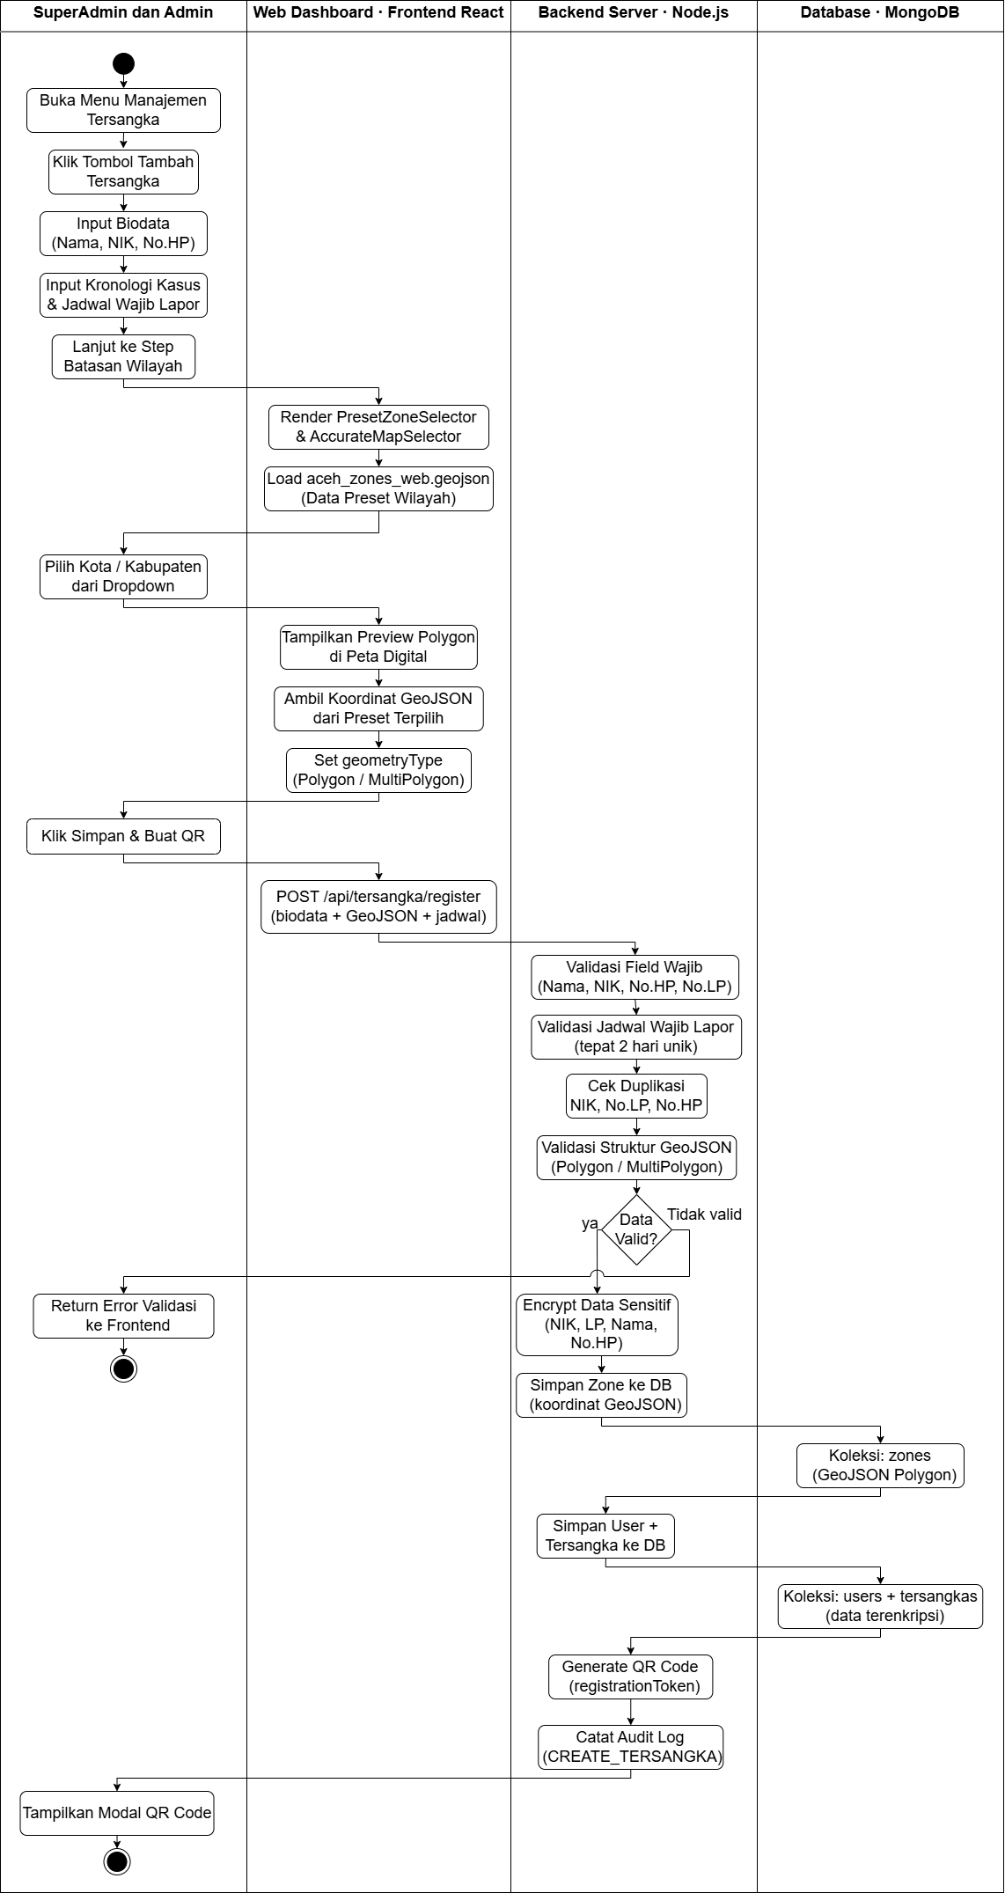 SuperAdmin dan Admin
Web Dashboard · Frontend React
Backend Server · Node.js
Database · MongoDB
Buka Menu Manajemen
Tersangka
Klik Tombol Tambah
Tersangka
Input Biodata
(Nama, NIK, No.HP)
Input Kronologi Kasus
& Jadwal Wajib Lapor
Lanjut ke Step
Batasan Wilayah
Render PresetZoneSelector
& AccurateMapSelector
Load aceh_zones_web.geojson
(Data Preset Wilayah)
Pilih Kota / Kabupaten
dari Dropdown
Tampilkan Preview Polygon
di Peta Digital
Ambil Koordinat GeoJSON
dari Preset Terpilih
Set geometryType
(Polygon / MultiPolygon)
Klik Simpan & Buat QR
POST /api/tersangka/register
(biodata + GeoJSON + jadwal)
Validasi Field Wajib
(Nama, NIK, No.HP, No.LP)
Validasi Jadwal Wajib Lapor
(tepat 2 hari unik)
Cek Duplikasi
NIK, No.LP, No.HP
Validasi Struktur GeoJSON
(Polygon / MultiPolygon)
Data
Valid?
ya
Tidak valid
Return Error Validasi
ke Frontend
Encrypt Data Sensitif
(NIK, LP, Nama,
No.HP)
Simpan Zone ke DB
(koordinat GeoJSON)
Koleksi: zones
(GeoJSON Polygon)
Simpan User +
Tersangka ke DB
Koleksi: users + tersangkas
(data terenkripsi)
Generate QR Code
(registrationToken)
Catat Audit Log
(CREATE_TERSANGKA)
Tampilkan Modal QR Code